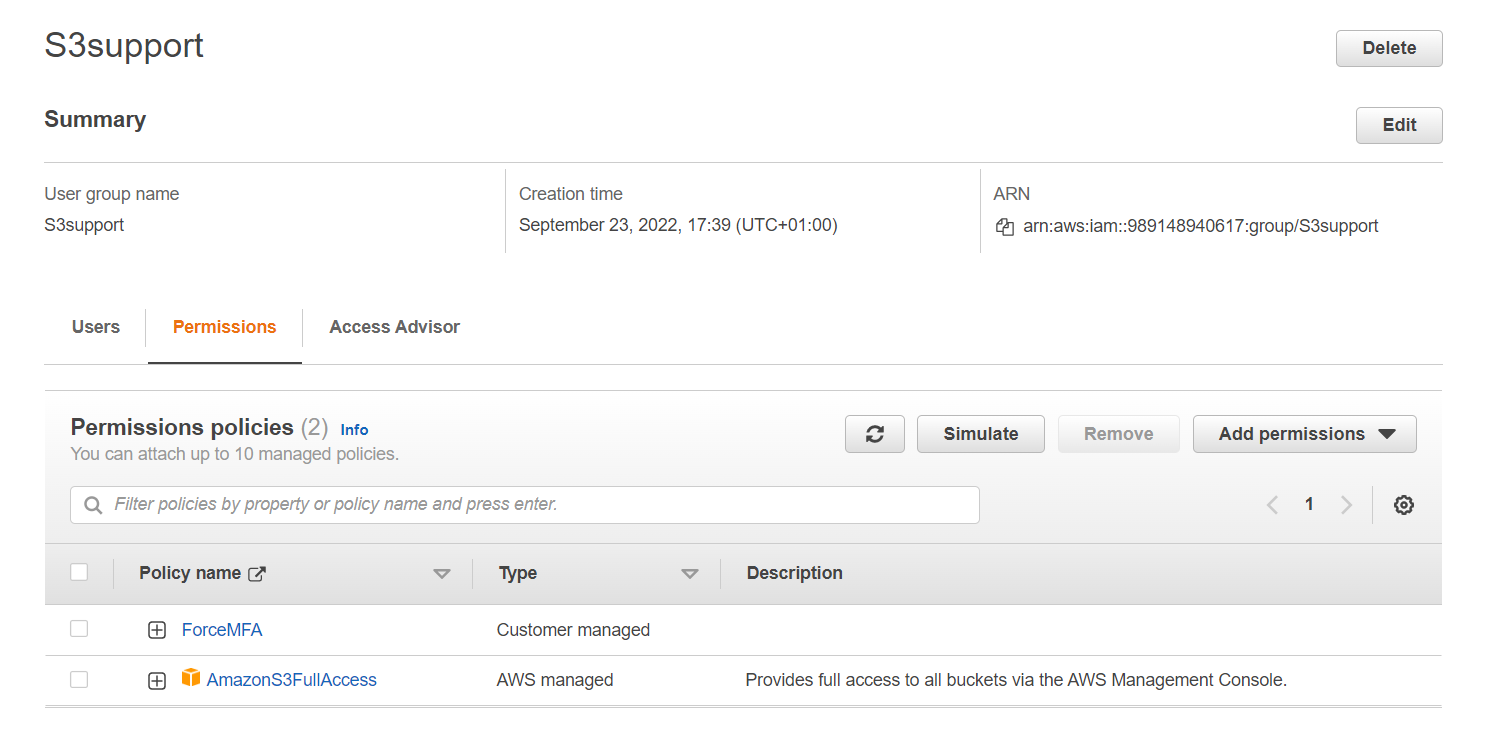 S3support
Delete
Summary
Edit
User group name
Creation time
ARN
S3support
September 23, 2022, 17:39 (UTC+01:00)
arn:aws:iam::989148940617:group/S3support
Users
Permissions
Access Advisor
Permissions policies (2) Info
Simulate
Remove
Add permissions
You can attach up to 10 managed policies.
Filter policies by property or policy name and press enter.
1
Policy name
Type
Description
ForceMFA
Customer managed
AmazonS3FullAccess
AWS managed
Provides full access to all buckets via the AWS Management Console.